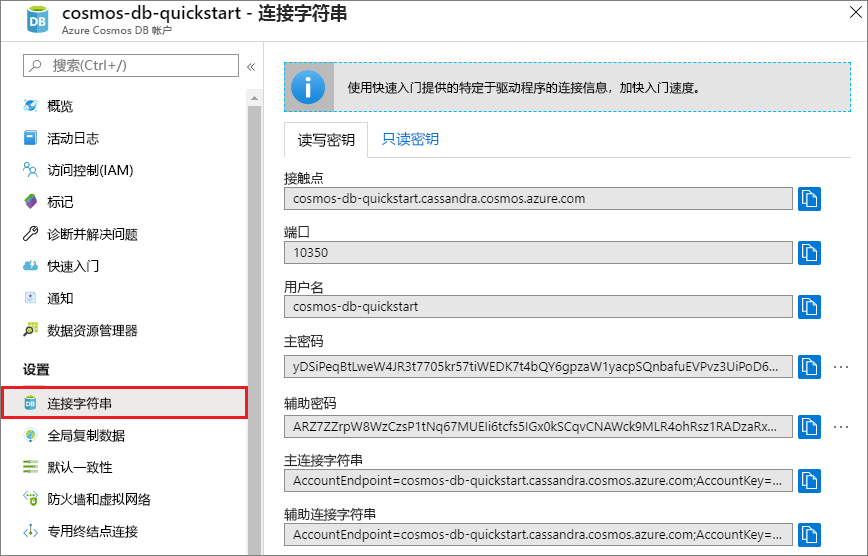 cosmos-db-quickstart - 连接字符串
Azure Cosmos DB 帐户
搜索(Ctrl+/)
概览
活动日志
访问控制(IAM)
标记
诊断并解决问题
快速入门
通知
数据资源管理器
设置
连接字符串
全局复制数据
默认一致性
防火墙和虚拟网络
专用终结点连接
使用快速入门提供的特定于驱动程序的连接信息，加快入门速度。
读写密钥
只读密钥
接触点
cosmos-db-quickstart.cassandra.cosmos.azure.com
端口
10350
用户名
cosmos-db-quickstart
主密码
yDSiPeqBtLweW4JR3t7705kr57tiWEDK7t4bQY6gpzaW1yacpSQnbafuEVPvz3UiPoD6...
辅助密码
ARZ7ZZrpW8WzCzsP1tNq67MUEIi6tcfs5IGx0kSCqvCNAWck9MLR4ohRsz1RADzaRx...
主连接字符串
AccountEndpoint=cosmos-db-quickstart.cassandra.cosmos.azure.com;AccountKey=...
辅助连接字符串
AccountEndpoint=cosmos-db-quickstart.cassandra.cosmos.azure.com;AccountKey=...